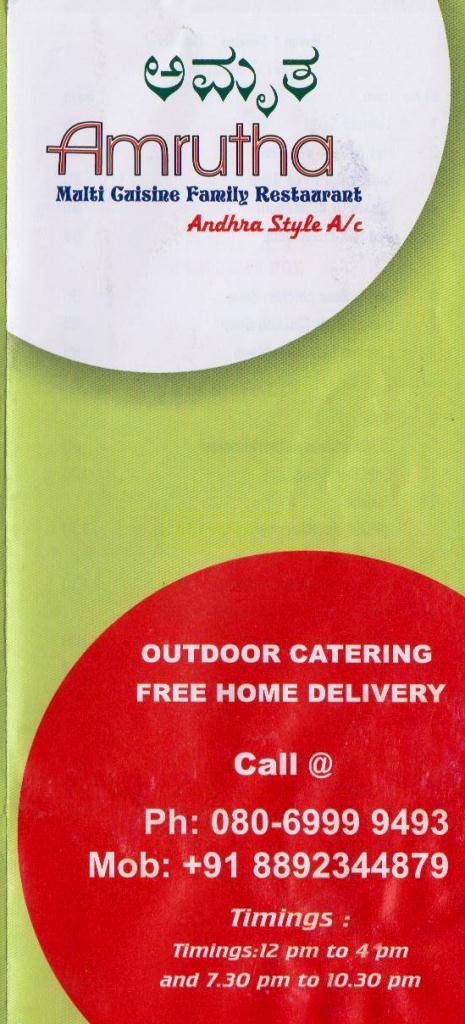 ಅಮೃತ
Amrutha
Multi Cuisine Family Restaurant
Andhra Style A/c
OUTDOOR CATERING
FREE HOME DELIVERY
Call @
Ph: 080-6999 9493
Mob: +91 8892344879
Timings :
Timings:12 pm to 4 pm
and 7.30 pm to 10.30 pm